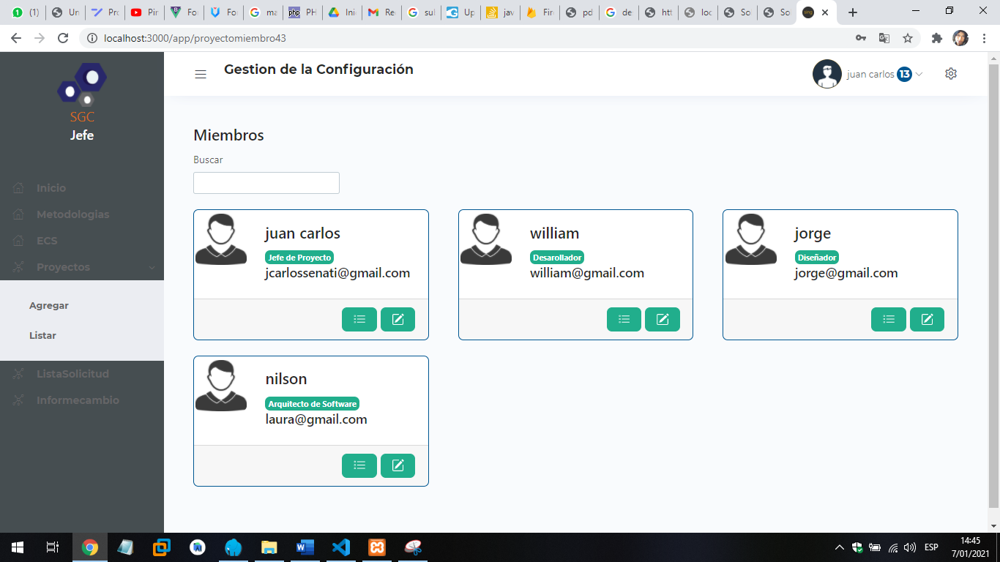 (1)
Un
Pro
Pir
Fo
Fo
ma
php
PH
Ini
Re
sul
Up
jav
Fir
pd
de
htt
loc
So
So
localhost:3000/app/proyectomiembro43
SGC
Jefe
Gestion de la Configuración
juan carlos 13
Inicio
Metodologias
ECS
Proyectos
Agregar
Listar
ListaSolicitud
Informecambio
Miembros
Buscar
juan carlos
Jefe de Proyecto
jcarlossenati@gmail.com
william
Desarollador
william@gmail.com
jorge
Diseñador
jorge@gmail.com
nilson
Arquitecto de Software
laura@gmail.com
ESP
14:45
7/01/2021